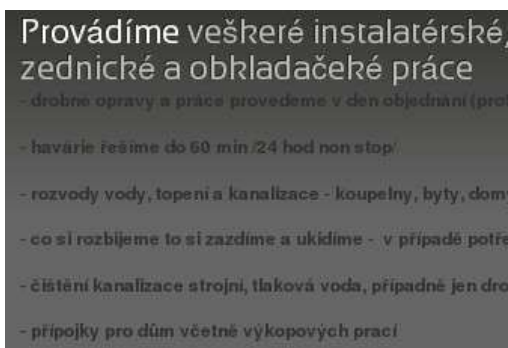 Provádíme veškeré instalatérské,
zednické a obkladačeké práce
- drobné opravy a práce provedeme v den objednání
- havárie řešíme do 60 min /24 hod non stop/
- rozvody vody, topení a kanalizace - koupelny, byty, domy
- co si rozbijeme to si zazdíme a uklidíme - v případě
- čištění kanalizace strojní, tlaková voda, případně jen
- přípojky pro dům včetně výkopových prací